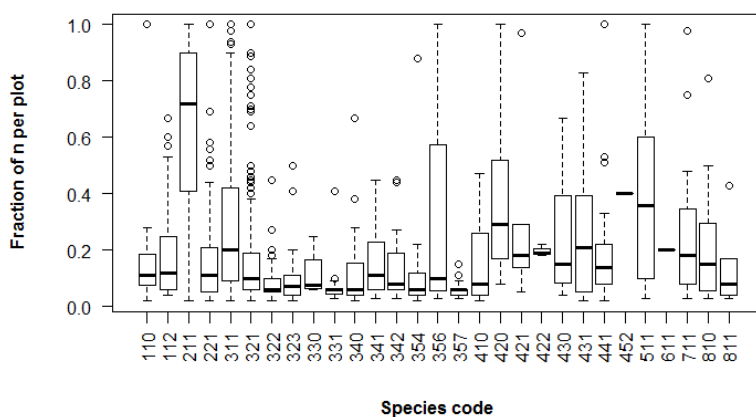 Fraction of n per plot
1.0
0.8
0.6
0.4
0.2
0.0
110 112 211 221 311 321 322 323 330 331 340 341 342 354 356 357 410 420 421 422 430 431 441 452 511 611 711 810 811
Species code